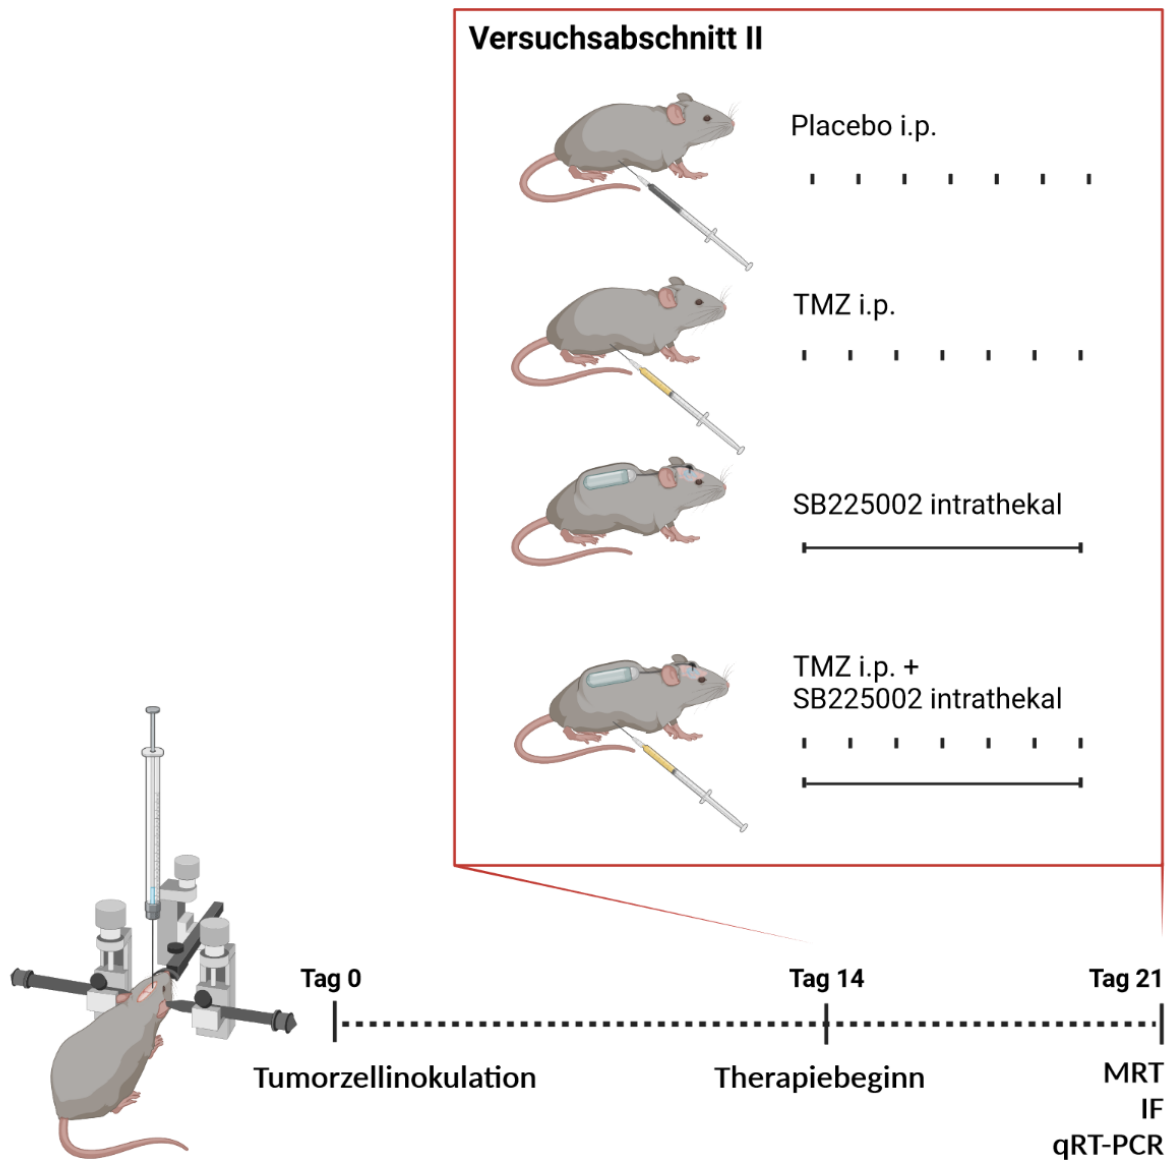 Versuchsabschnitt II
Placebo i.p.
TMZ i.p.
SB225002 intrathekal
TMZ i.p. +
SB225002 intrathekal
Tag 0
Tag 14
Tag 21
Tumorzellinokulation
Therapiebeginn
MRT
IF
qRT-PCR